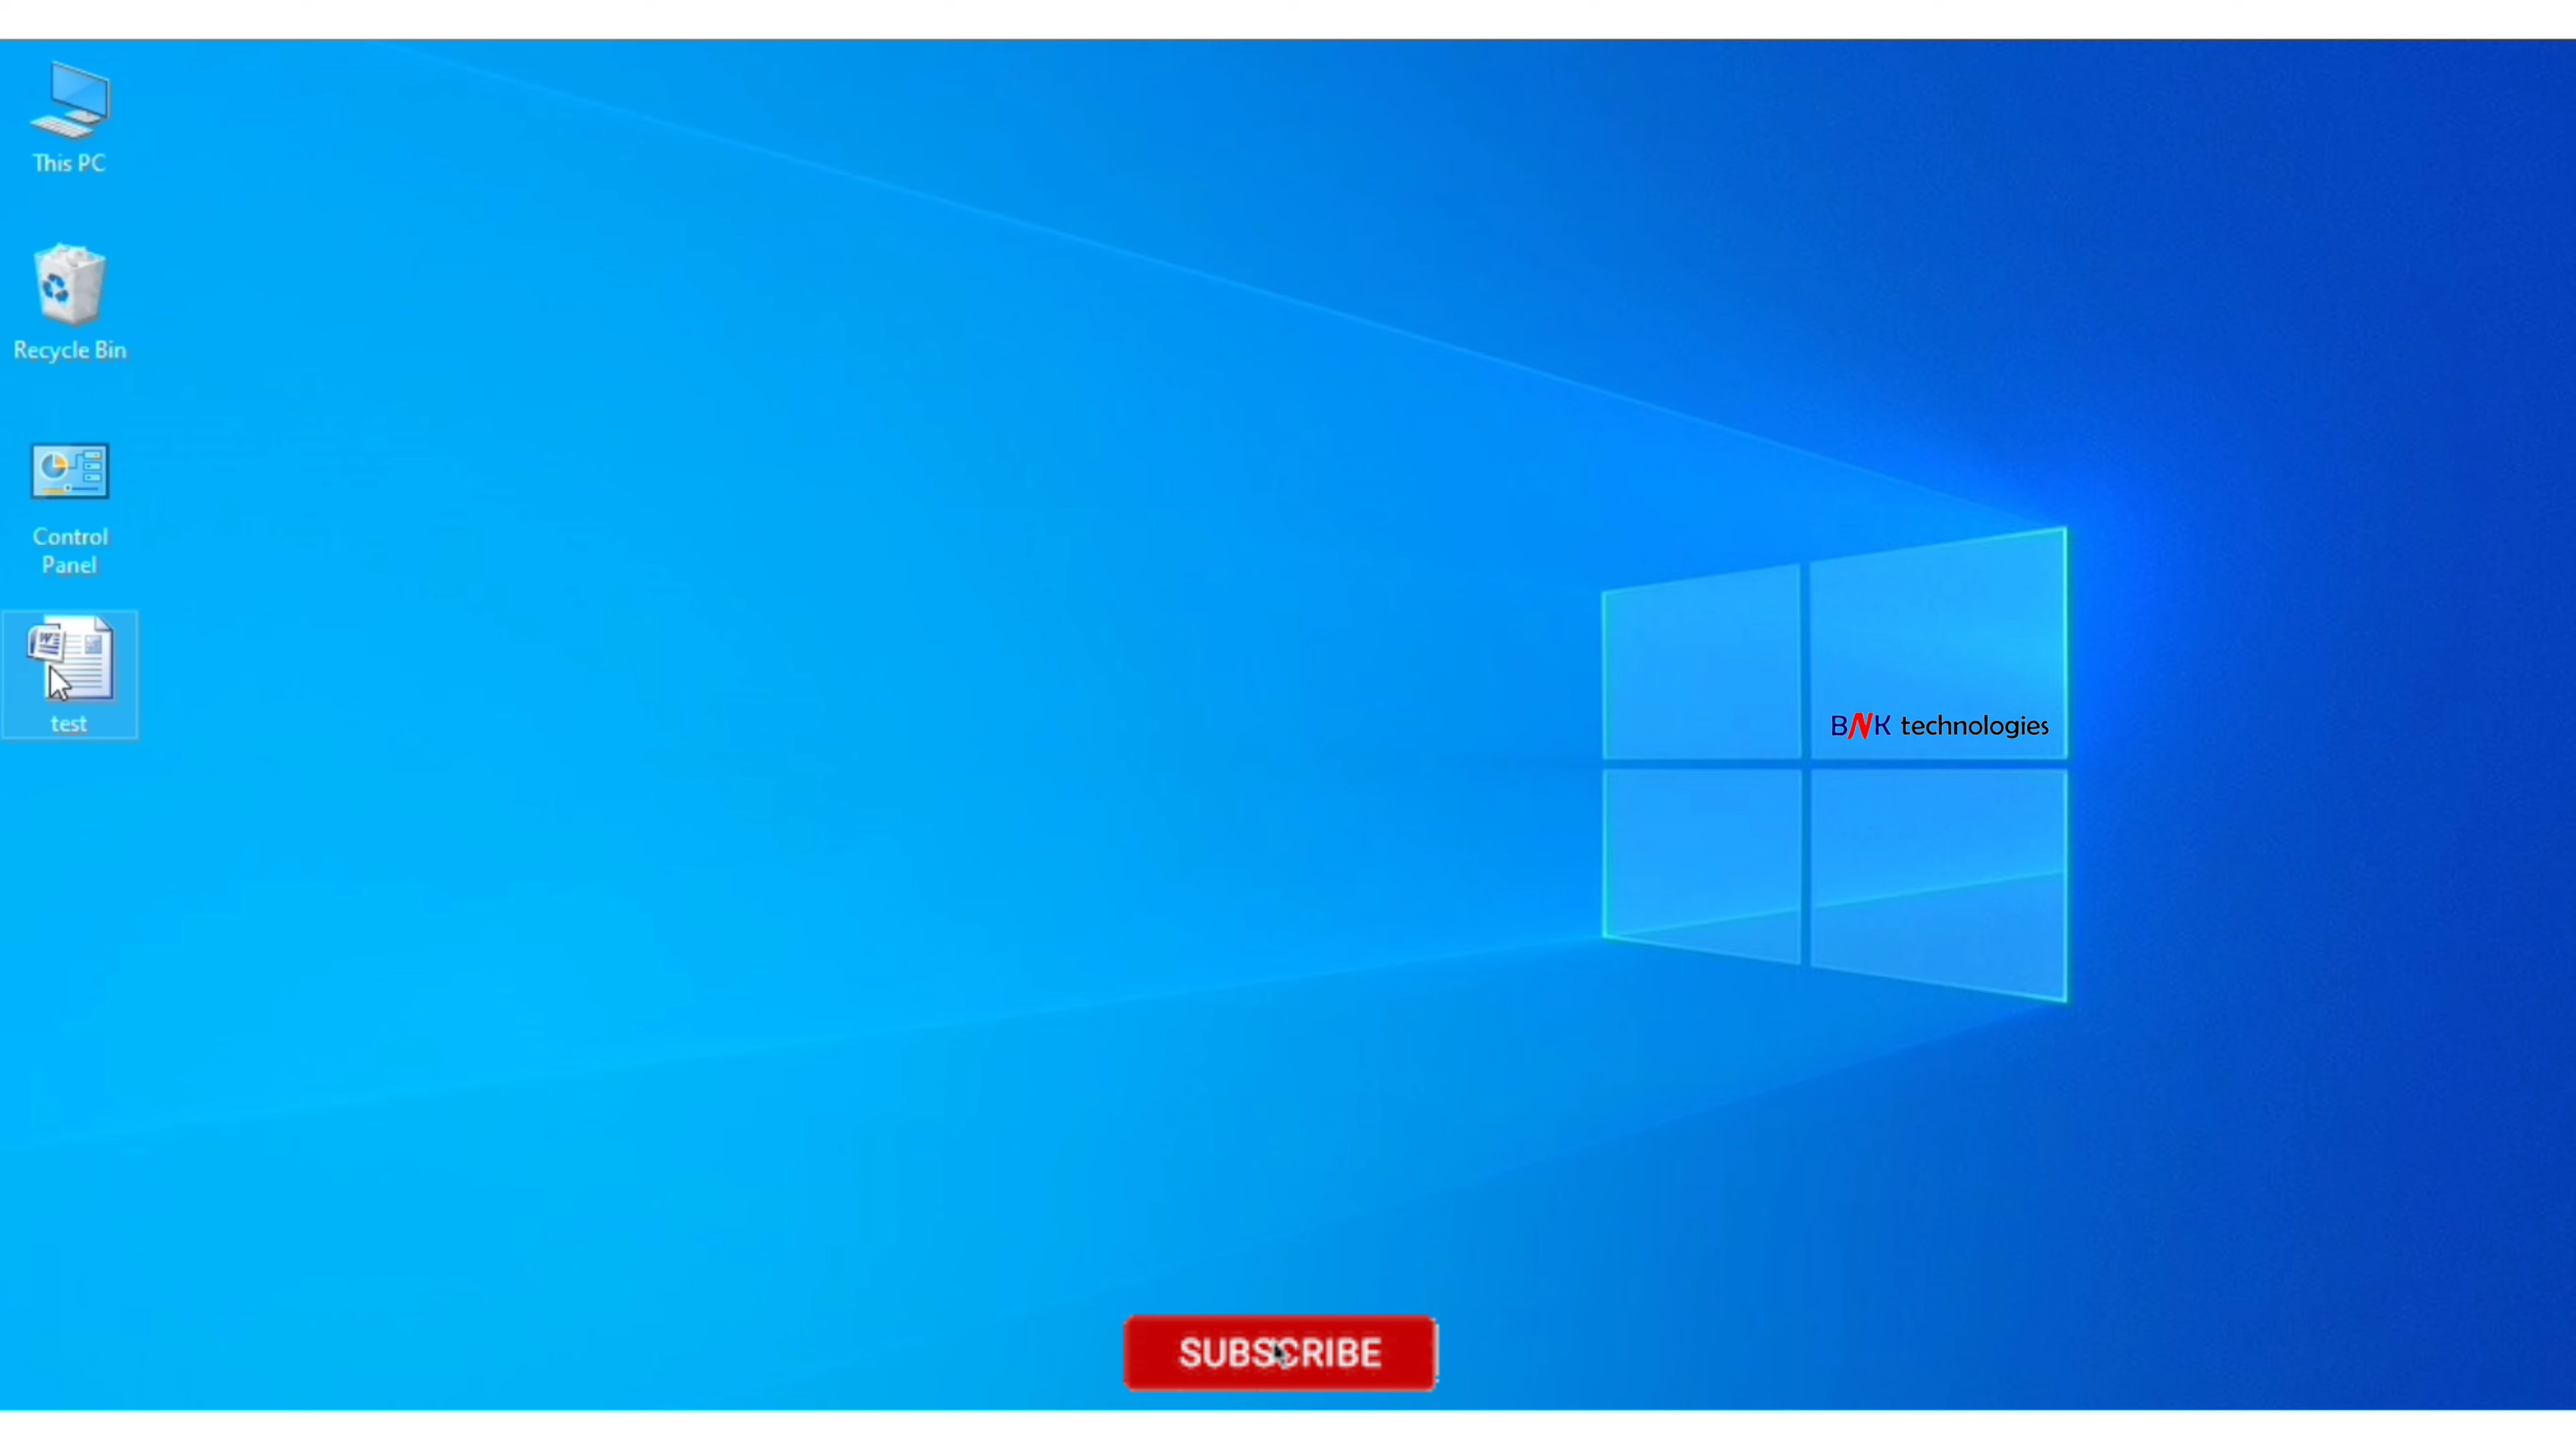 This PC
Recycle Bin
Control
Panel
test
BNK technologies
SUBSCRIBE